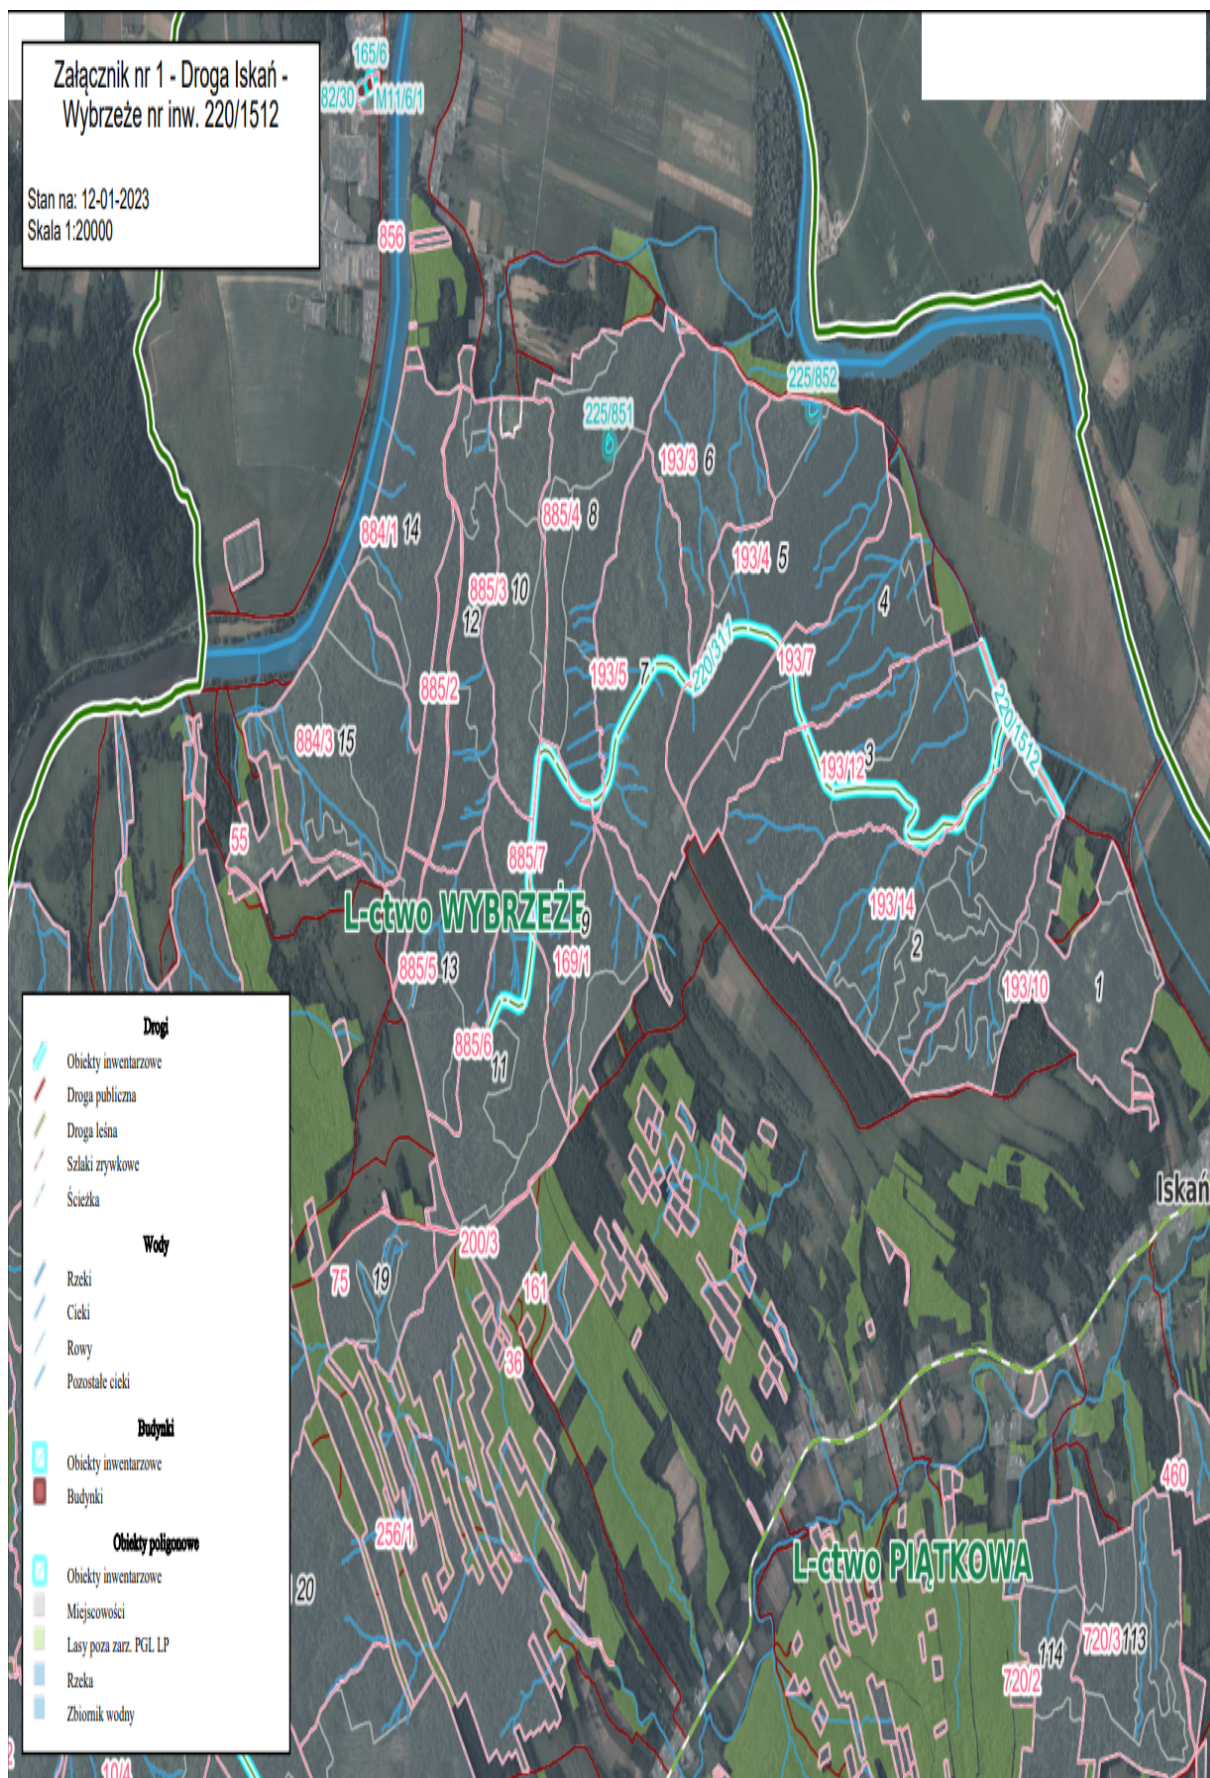 Załącznik nr 1 - Droga Iskań -
Wybrzeże nr inw. 220/1512
Stan na: 12-01-2023
Skala 1:20000
165/6
82/30
M11/6/1
856
225/852
225/851
193/3 6
885/4 8
884/1 14
193/4 5
885/3 10
4
12
220/311
193/7
193/5 7
885/2
220/1512
884/3 15
193/12 3
55
885/7
L-ctwo WYBRZEŻE
9
193/14
2
885/5 13
169/1
193/10
1
885/6
11
Iskań
200/3
75
19
161
36
460
256/1
L-ctwo PIĄTKOWA
20
720/3 113
114
720/2
10/4
Drogi
Obiekty inwentarzowe
Droga publiczna
Droga leśna
Szlaki zrywkowe
Ścieżka
Wody
Rzeki
Cieki
Rowy
Pozostałe cieki
Budynki
Obiekty inwentarzowe
Budynki
Obiekty poligonowe
Obiekty inwentarzowe
Miejscowości
Lasy poza zarz. PGL LP
Rzeka
Zbiornik wodny